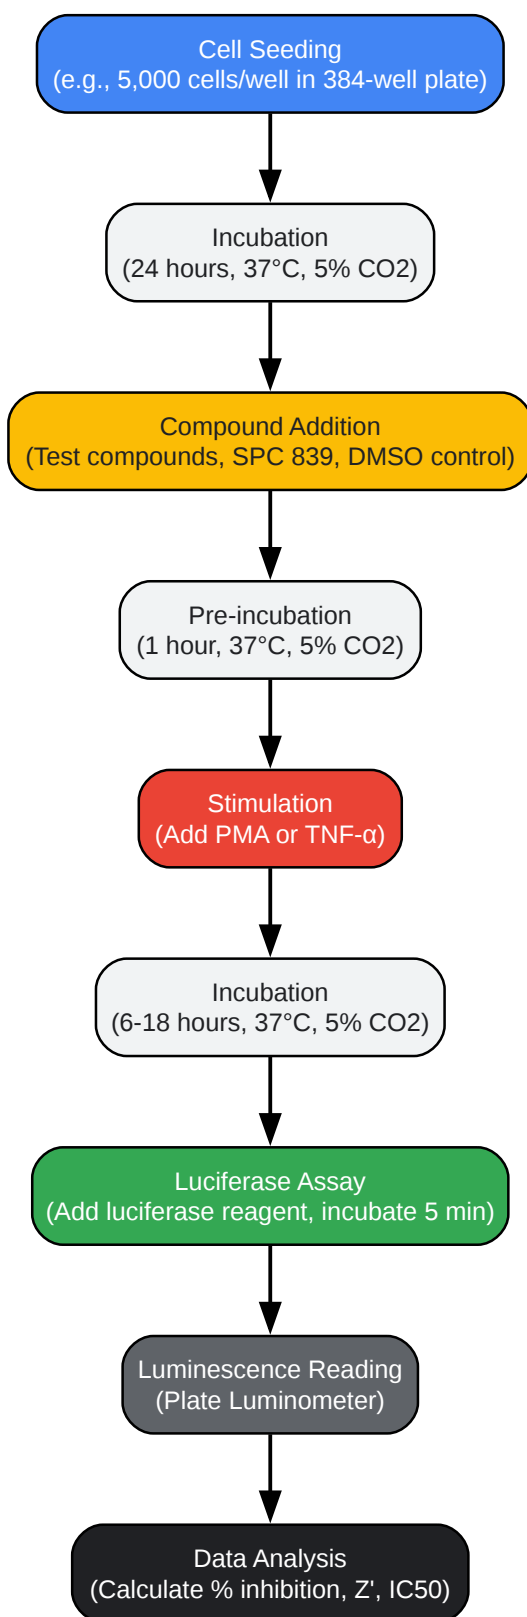 Cell Seeding
(e.g., 5,000 cells/well in 384-well plate)
Incubation
(24 hours, 37°C, 5% CO2)
Compound Addition
(Test compounds, SPC 839, DMSO control)
Pre-incubation
(1 hour, 37°C, 5% CO2)
Stimulation
(Add PMA or TNF-α)
Incubation
(6-18 hours, 37°C, 5% CO2)
Luciferase Assay
(Add luciferase reagent, incubate 5 min)
Luminescence Reading
(Plate Luminometer)
Data Analysis
(Calculate % inhibition, Z', IC50)